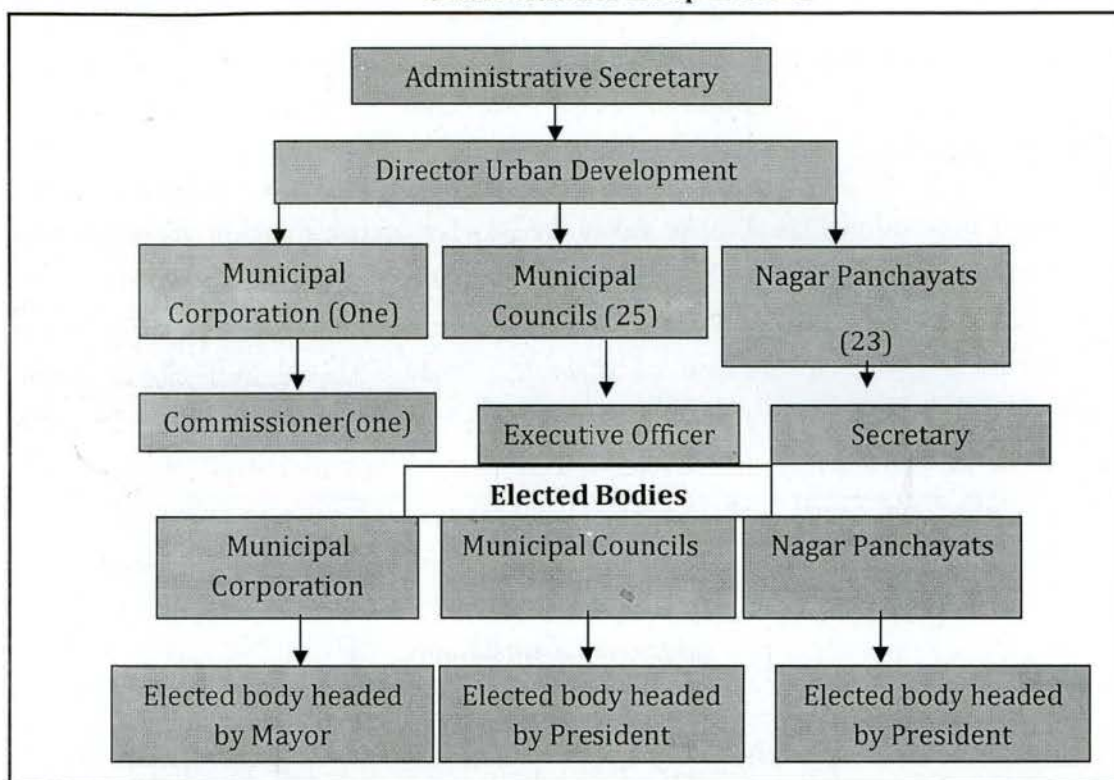 Administrative Secretary
Director Urban Development
Municipal
Corporation (One)
Municipal
Councils (25)
Nagar Panchayats
(23)
Commissioner(one)
Executive Officer
Secretary
Elected Bodies
Municipal
Corporation
Municipal Councils
Nagar Panchayats
Elected body headed
by Mayor
Elected body headed
by President
Elected body headed
by President